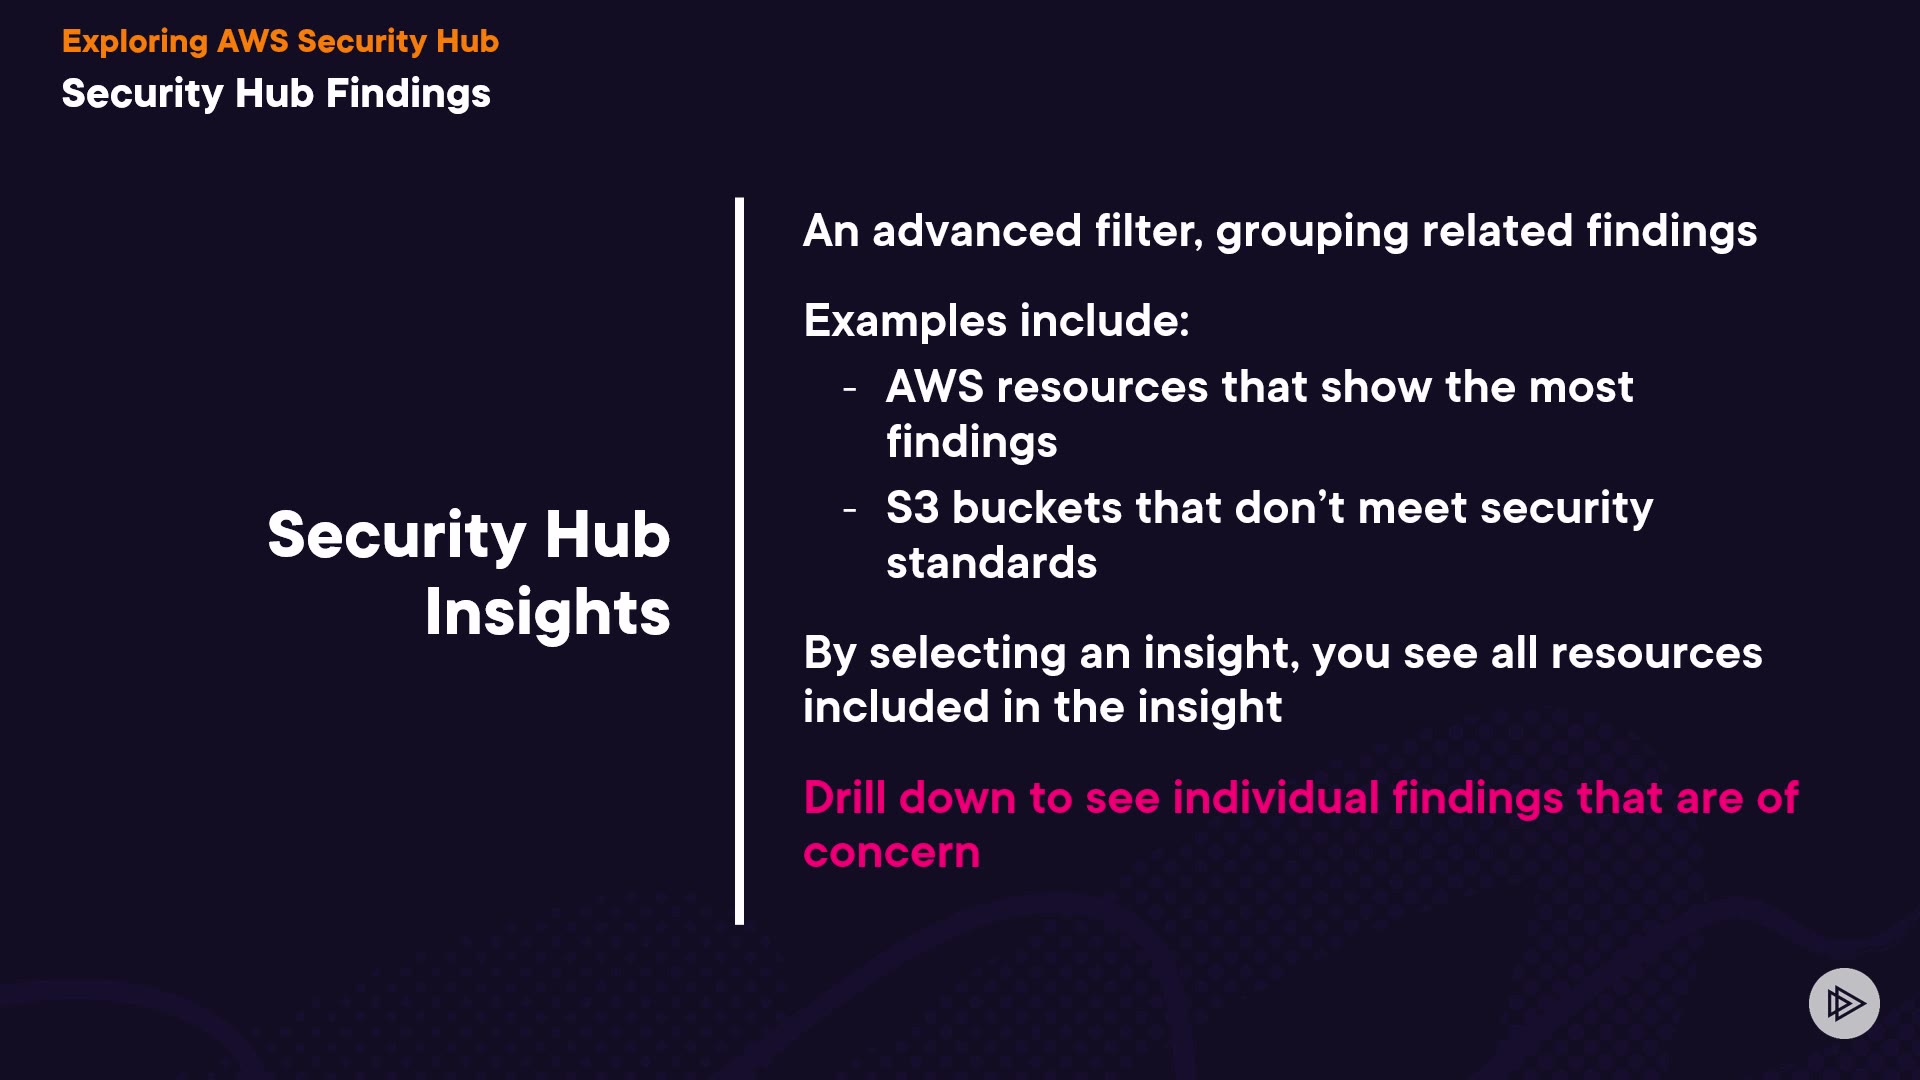 Exploring AWS Security Hub
Security Hub Findings
Security Hub
Insights
An advanced filter, grouping related findings
Examples include:
- AWS resources that show the most
findings
- S3 buckets that don’t meet security
standards
By selecting an insight, you see all resources
included in the insight
Drill down to see individual findings that are of
concern